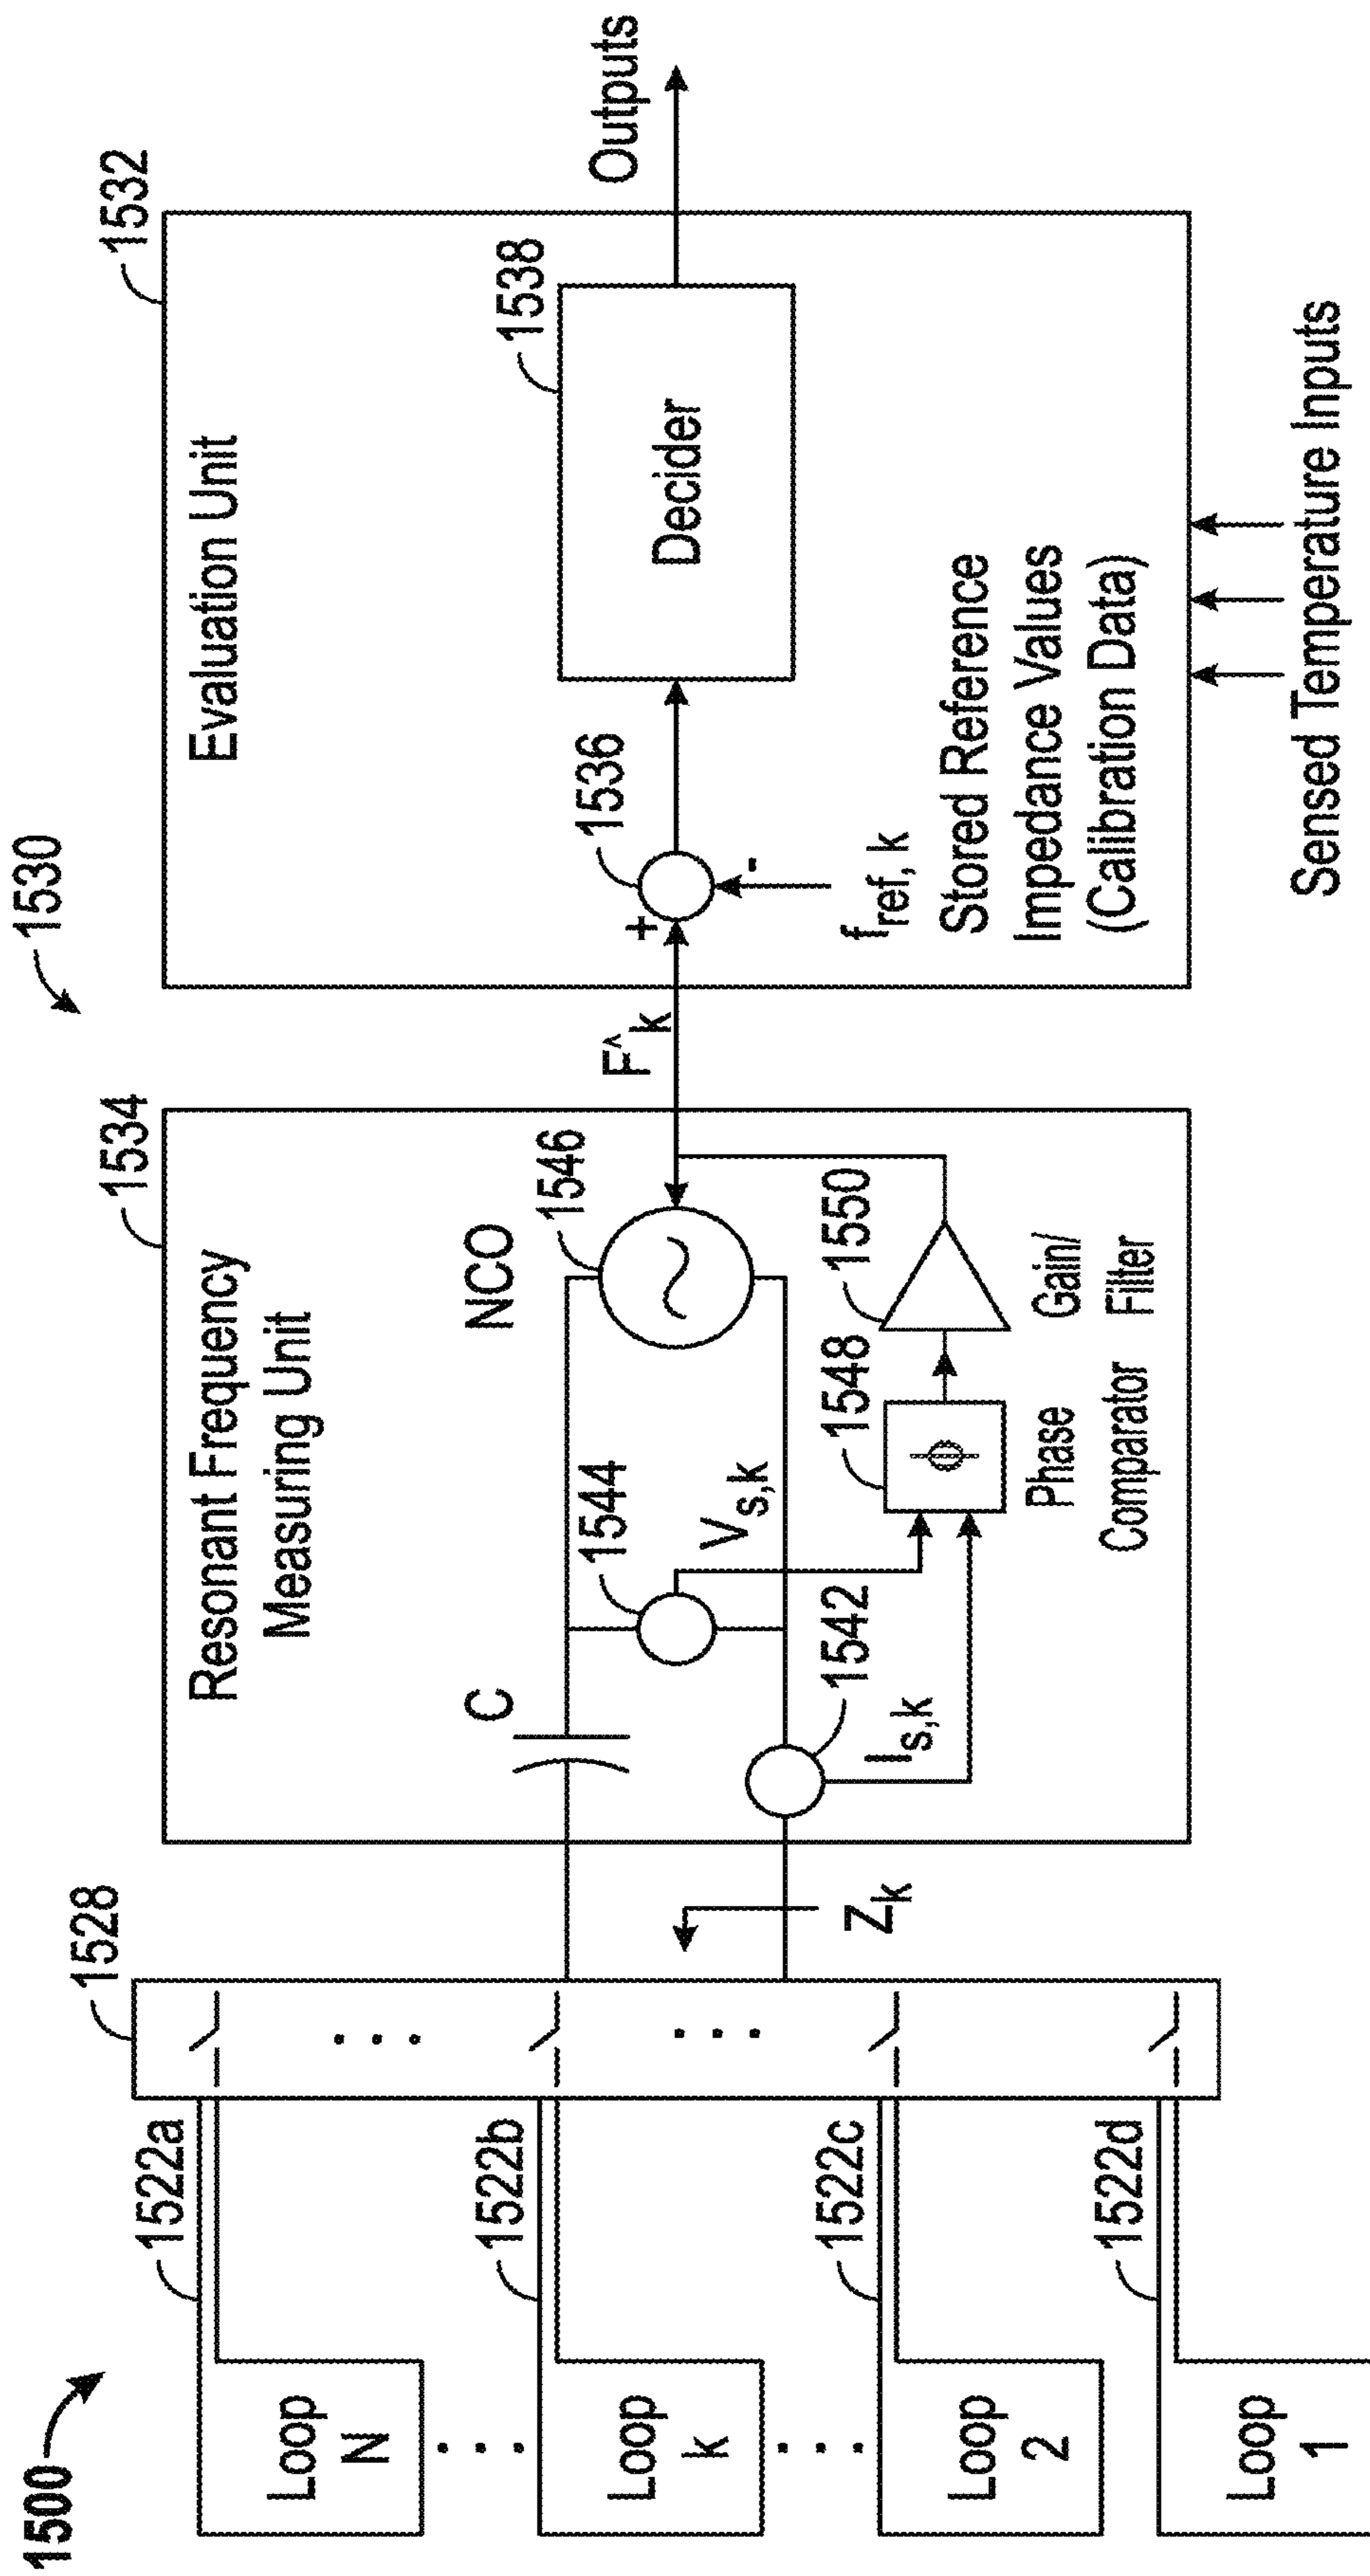 1500
1530
1522a
1522b
1522c
1522d
Loop
N
Loop
k
Loop
2
Loop
1
1528
Z_k
1534
Resonant Frequency
Measuring Unit
C
NCO
1546
1544
V_s,k
1542
I_s,k
1548
ϕ
Phase
Comparator
1550
Gain/
Filter
F^_k
1532
Evaluation Unit
1536
+
-
1538
Decider
f_ref, k
Stored Reference
Impedance Values
(Calibration Data)
Outputs
Sensed Temperature Inputs